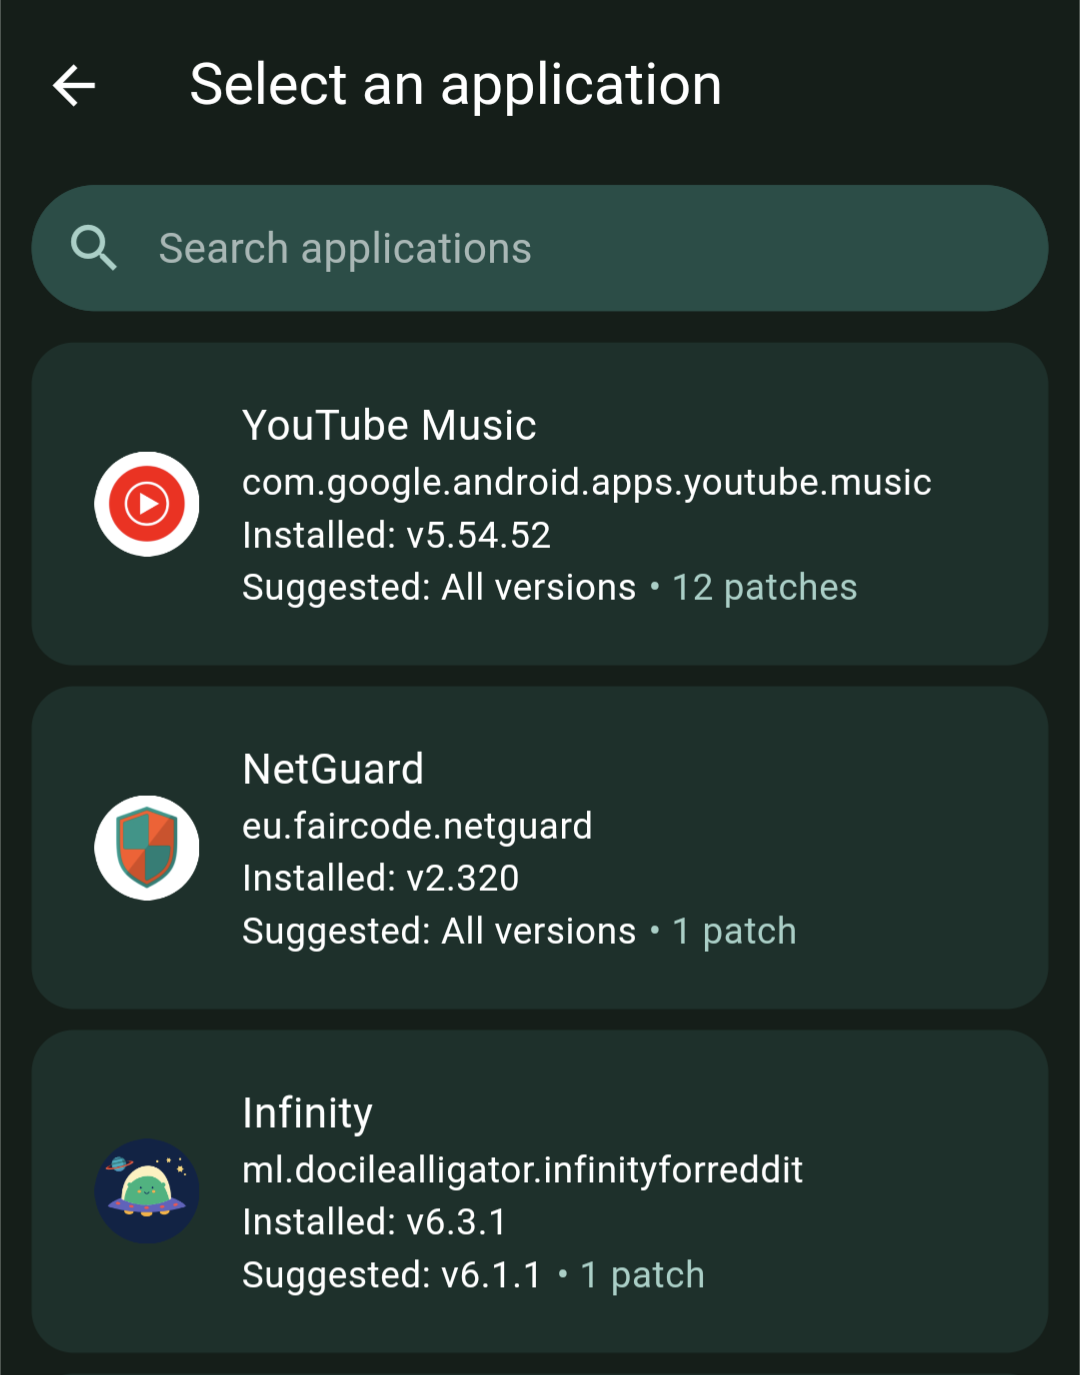 Select an application
Search applications
YouTube Music
com.google.android.apps.youtube.music
Installed: v5.54.52
Suggested: All versions • 12 patches
NetGuard
eu.faircode.netguard
Installed: v2.320
Suggested: All versions • 1 patch
Infinity
ml.docilealligator.infinityforreddit
Installed: v6.3.1
Suggested: v6.1.1 • 1 patch